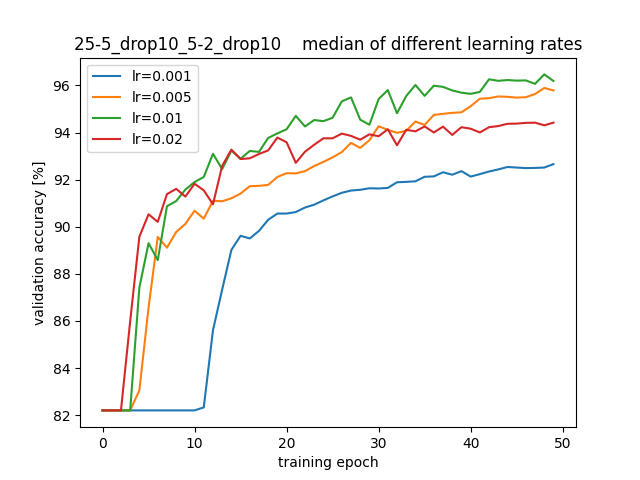 25-5_drop10_5-2_drop10    median of different learning rates
lr=0.001
lr=0.005
lr=0.01
lr=0.02
validation accuracy [%]
96
94
92
90
88
86
84
82
0 10 20 30 40 50
training epoch